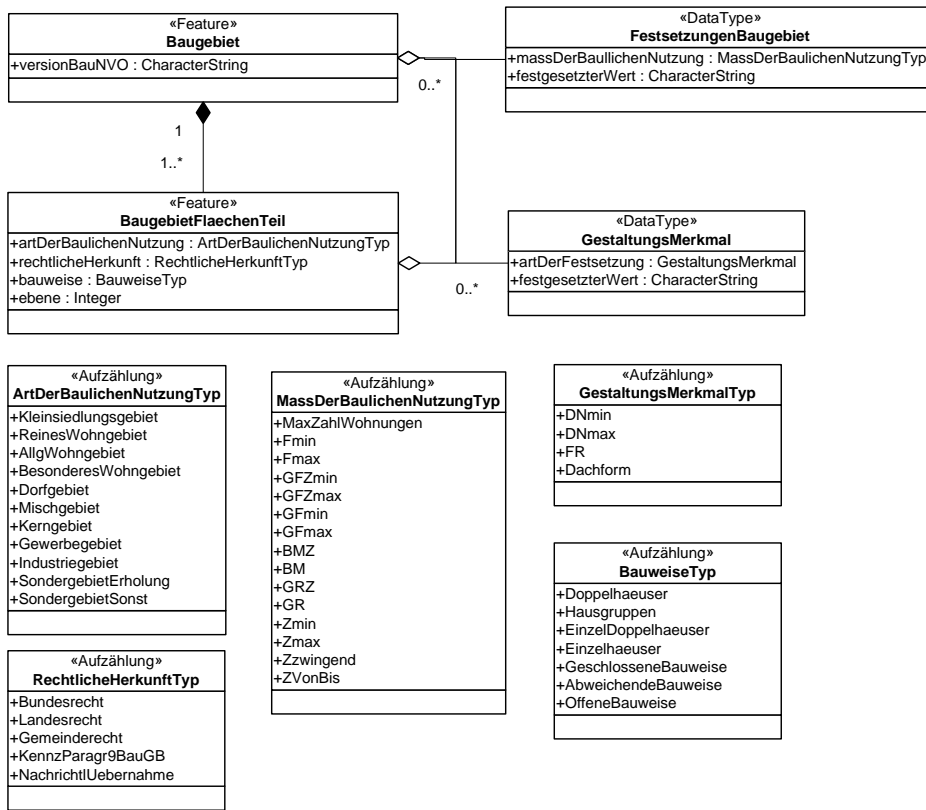 «Feature»
Baugebiet
+versionBauNVO : CharacterString
«DataType»
FestsetzungenBaugebiet
+massDerBaullichenNutzung : MassDerBaulichenNutzungTyp
+festgesetzterWert : CharacterString
0..*
1
1..*
«Feature»
BaugebietFlaechenTeil
+artDerBaulichenNutzung : ArtDerBaulichenNutzungTyp
+rechtlicheHerkunft : RechtlicheHerkunftTyp
+bauweise : BauweiseTyp
+ebene : Integer
«DataType»
GestaltungsMerkmal
+artDerFestsetzung : GestaltungsMerkmal
+festgesetzterWert : CharacterString
0..*
«Aufzählung»
ArtDerBaulichenNutzungTyp
+Kleinsiedlungsgebiet
+ReinesWohngebiet
+AllgWohngebiet
+BesonderesWohngebiet
+Dorfgebiet
+Mischgebiet
+Kerngebiet
+Gewerbegebiet
+Industriegebiet
+SondergebietErholung
+SondergebietSonst
«Aufzählung»
MassDerBaulichenNutzungTyp
+MaxZahlWohnungen
+Fmin
+Fmax
+GFZmin
+GFZmax
+GFmin
+GFmax
+BMZ
+BM
+GRZ
+GR
+Zmin
+Zmax
+Zzwingend
+ZVonBis
«Aufzählung»
GestaltungsMerkmalTyp
+DNmin
+DNmax
+FR
+Dachform
«Aufzählung»
BauweiseTyp
+Doppelhaeuser
+Hausgruppen
+EinzelDoppelhaeuser
+Einzelhaeuser
+GeschlosseneBauweise
+AbweichendeBauweise
+OffeneBauweise
«Aufzählung»
RechtlicheHerkunftTyp
+Bundesrecht
+Landesrecht
+Gemeinderecht
+KennzParagr9BauGB
+NachrichtlUebernahme